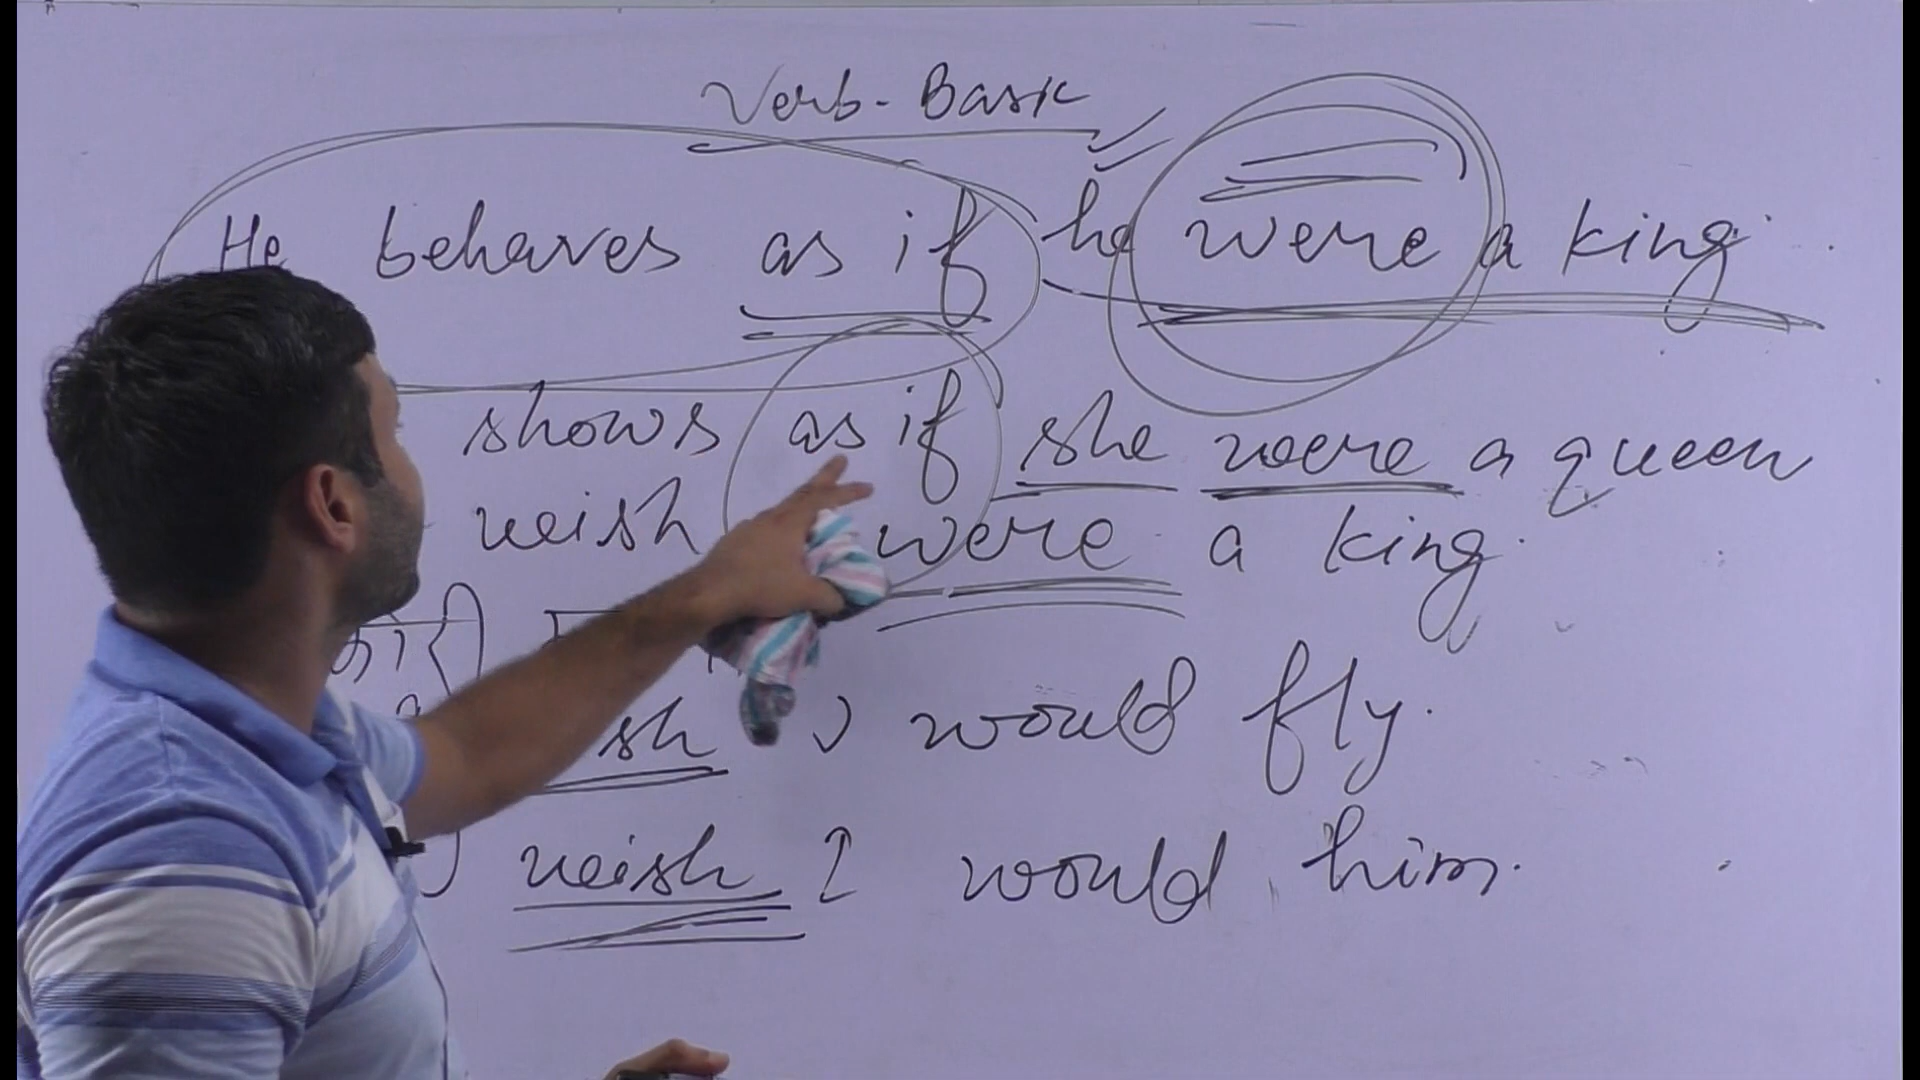 Verb-Basic
He behaves as if he were a king.
shows as if she were a queen
wish were a king.
would fly.
wish I would him.